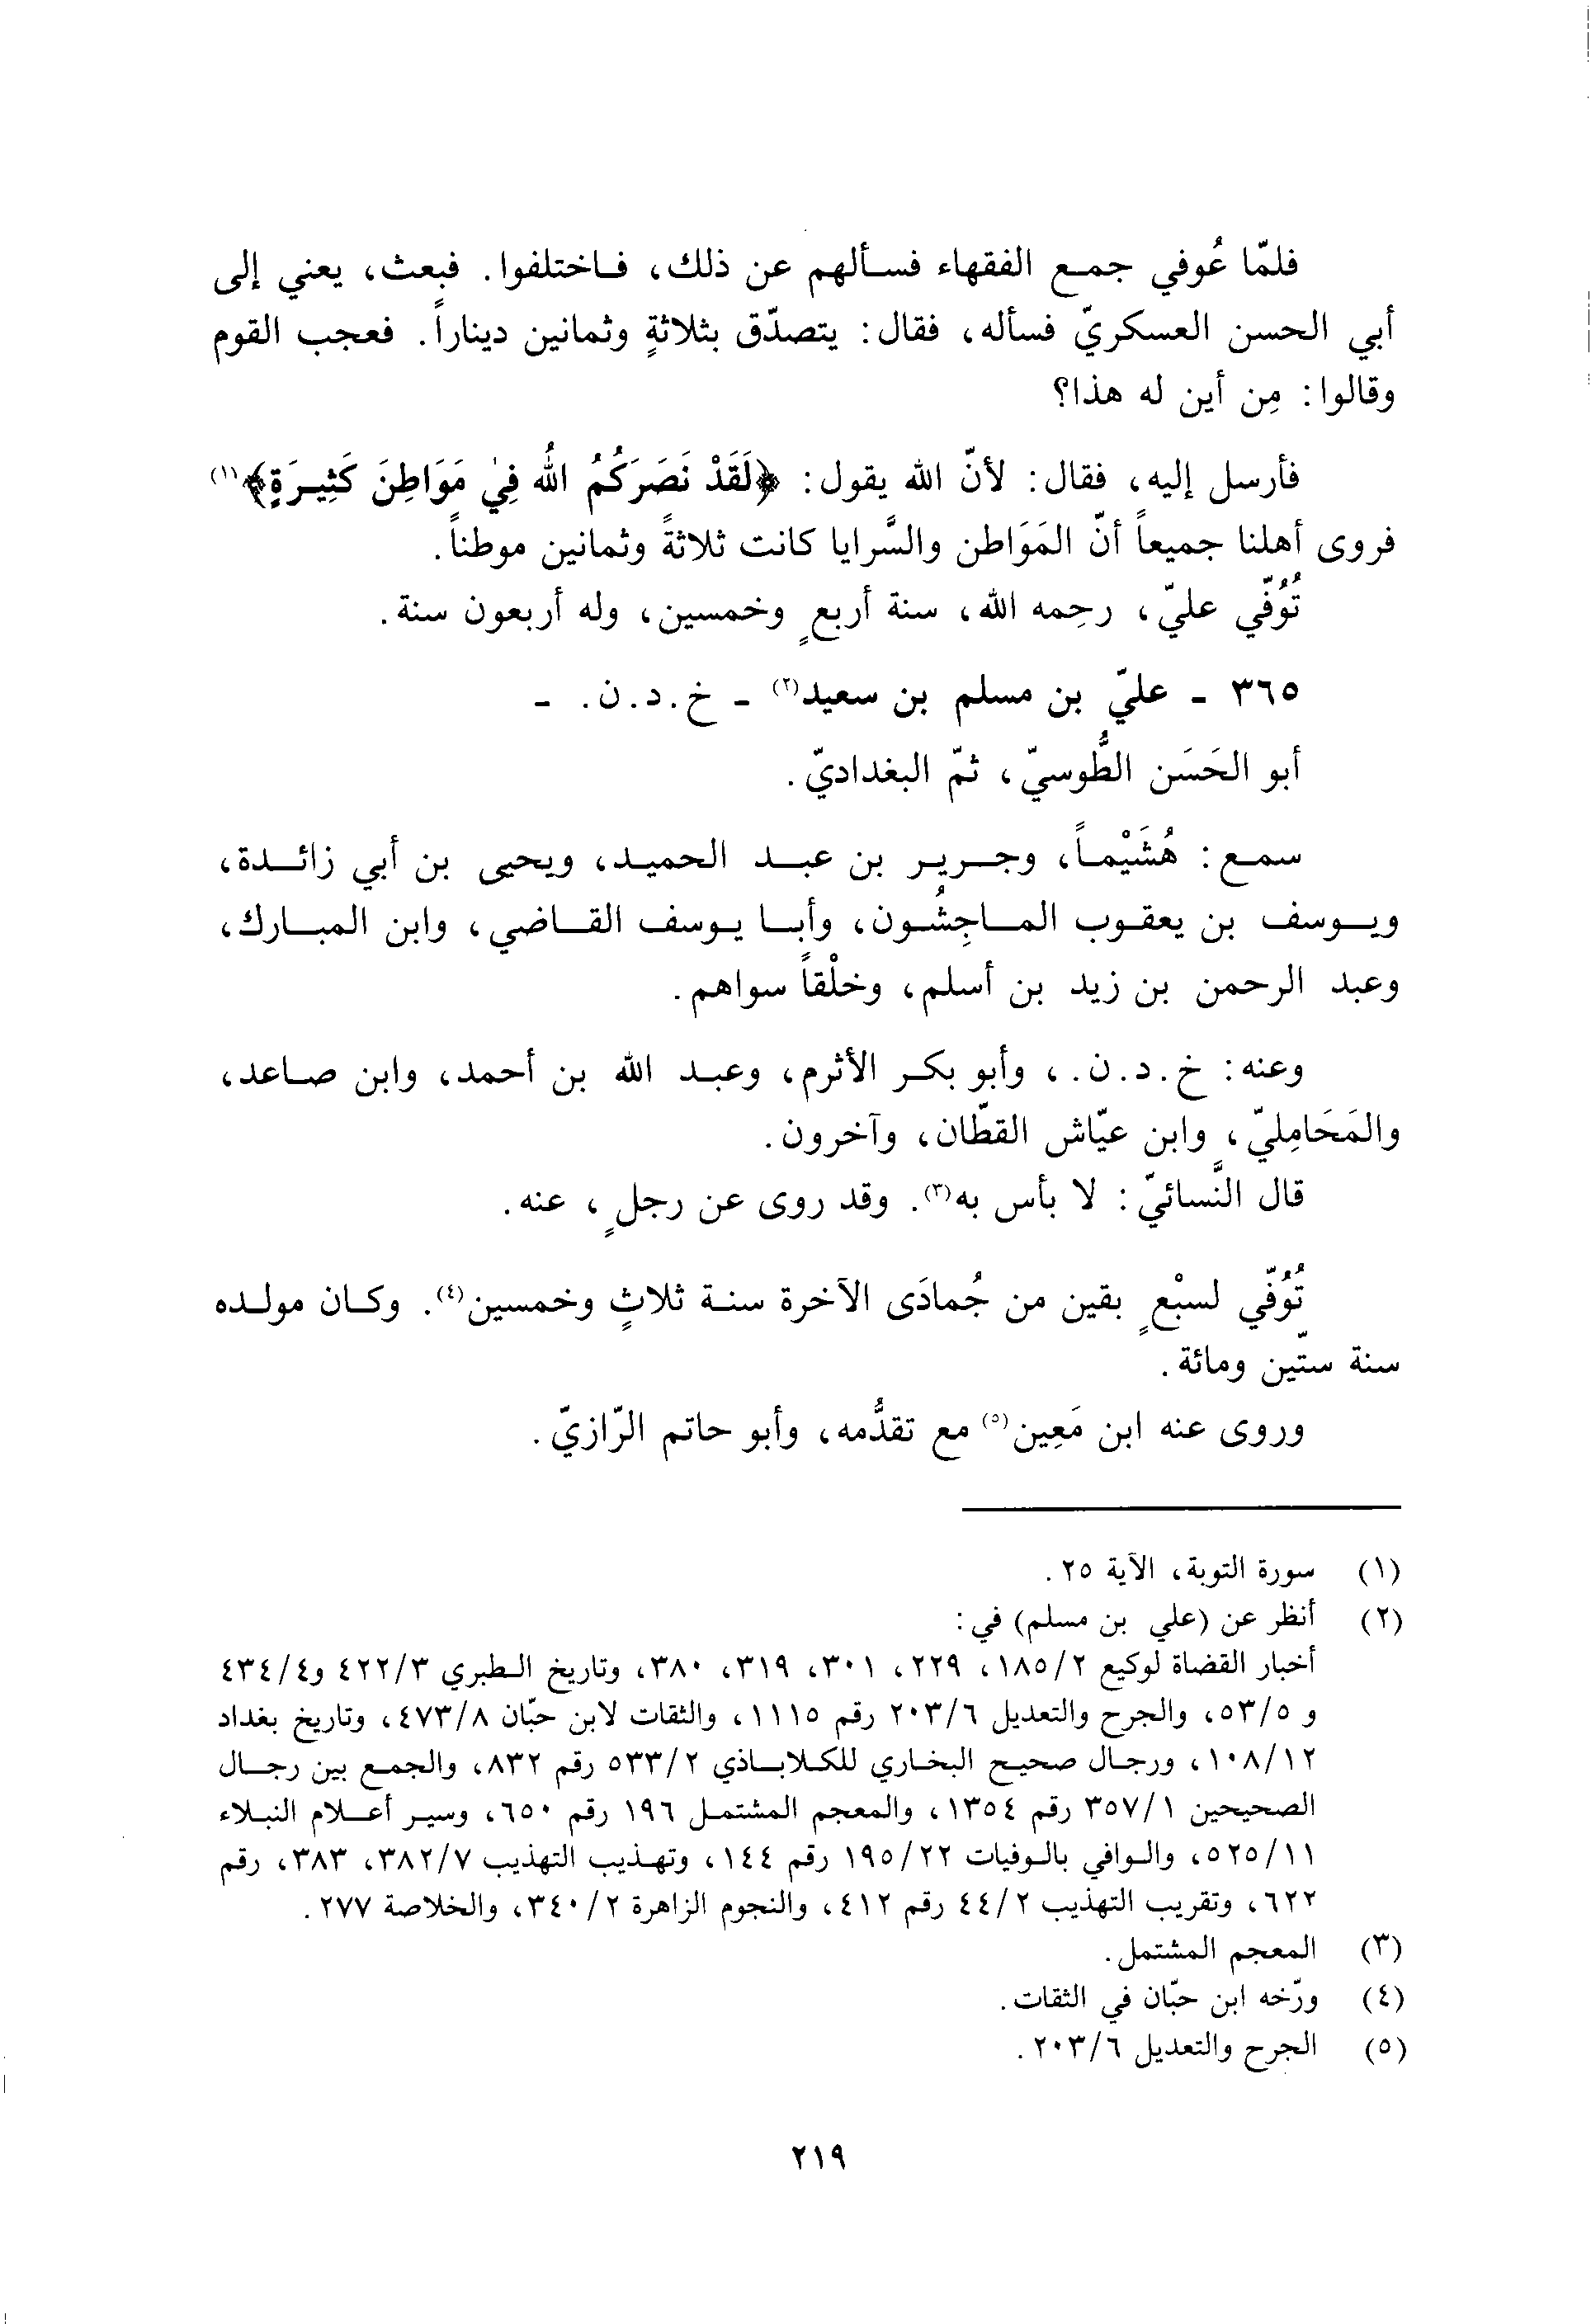 فلمّا عُوفي جمع الفقهاء فسألهم عن ذلك، فاختلفوا. فبعث، يعني إلى
أبي الحسن العسكريّ فسأله، فقال: يتصدّق بثلاثةٍ وثمانين ديناراً. فعجب القوم
وقالوا: مِن أين له هذا؟
فأرسل إليه، فقال: لأنّ الله يقول: ﴿لَقَدْ نَصَرَكُمُ اللهُ فِي مَوَاطِنَ كَثِيرَةٍ﴾(١)
فروى أهلنا جميعاً أنّ المَوَاطن والسَّرايا كانت ثلاثةً وثمانين موطناً.
تُوُفّي عليّ، رحِمه الله، سنة أربعٍ وخمسين، وله أربعون سنة.
٣٦٥ - عليّ بن مسلم بن سعيد(٢) - خ. د. ن. -
أبو الحَسَن الطُّوسيّ، ثمّ البغداديّ.
سمع: هُشَيْماً، وجرير بن عبد الحميد، ويحيى بن أبي زائدة،
ويوسف بن يعقوب الماجِشُون، وأبا يوسف القاضي، وابن المبارك،
وعبد الرحمن بن زيد بن أسلم، وخلْقاً سواهم.
وعنه: خ. د. ن.، وأبو بكر الأثرم، وعبد الله بن أحمد، وابن صاعد،
والمَحَامِليّ، وابن عيّاش القطّان، وآخرون.
قال النَّسائيّ: لا بأس به(٣). وقد روى عن رجلٍ، عنه.
تُوُفّي لسبْعٍ بقين من جُمادَى الآخرة سنة ثلاثٍ وخمسين(٤). وكان مولده
سنة ستّين ومائة.
وروى عنه ابن مَعِين(٥) مع تقدُّمه، وأبو حاتم الرّازيّ.
(١) سورة التوبة، الآية ٢٥.
(٢) أنظر عن (علي بن مسلم) في:
أخبار القضاة لوكيع ١٨٥/٢، ٢٢٩، ٣٠١، ٣١٩، ٣٨٠، وتاريخ الطبري ٤٢٢/٣ و٤٣٤/٤
و ٥٣/٥، والجرح والتعديل ٢٠٣/٦ رقم ١١١٥، والثقات لابن حبّان ٤٧٣/٨، وتاريخ بغداد
١٠٨/١٢، ورجال صحيح البخاري للكلاباذي ٥٣٣/٢ رقم ٨٣٢، والجمع بين رجال
الصحيحين ٣٥٧/١ رقم ١٣٥٤، والمعجم المشتمل ١٩٦ رقم ٦٥٠، وسير أعلام النبلاء
٥٢٥/١١، والوافي بالوفيات ١٩٥/٢٢ رقم ١٤٤، وتهذيب التهذيب ٣٨٢/٧، ٣٨٣، رقم
٦٢٢، وتقريب التهذيب ٤٤/٢ رقم ٤١٢، والنجوم الزاهرة ٣٤٠/٢، والخلاصة ٢٧٧.
(٣) المعجم المشتمل.
(٤) ورّخه ابن حبّان في الثقات.
(٥) الجرح والتعديل ٢٠٣/٦.
٢١٩